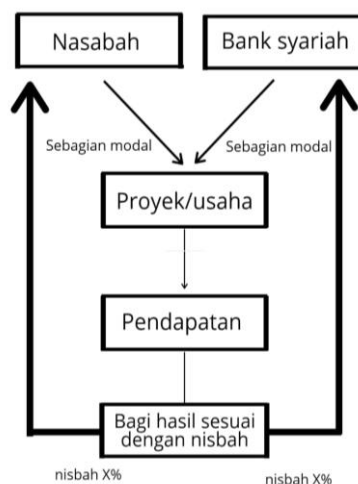 Nasabah
Bank syariah
Sebagian modal
Sebagian modal
Proyek/usaha
Pendapatan
Bagi hasil sesuai
dengan nisbah
nisbah X%
nisbah X%